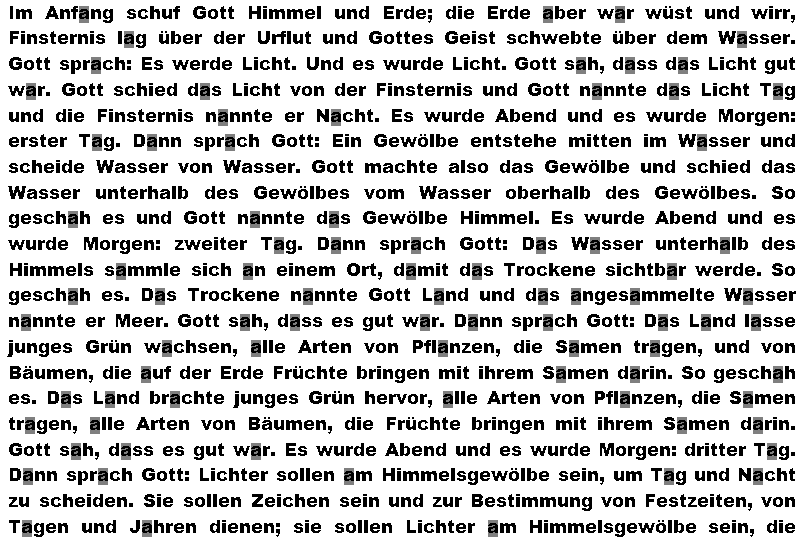 Im Anfang schuf Gott Himmel und Erde; die Erde aber war wüst und wirr,
Finsternis lag über der Urflut und Gottes Geist schwebte über dem Wasser.
Gott sprach: Es werde Licht. Und es wurde Licht. Gott sah, dass das Licht gut
war. Gott schied das Licht von der Finsternis und Gott nannte das Licht Tag
und die Finsternis nannte er Nacht. Es wurde Abend und es wurde Morgen:
erster Tag. Dann sprach Gott: Ein Gewölbe entstehe mitten im Wasser und
scheide Wasser von Wasser. Gott machte also das Gewölbe und schied das
Wasser unterhalb des Gewölbes vom Wasser oberhalb des Gewölbes. So
geschah es und Gott nannte das Gewölbe Himmel. Es wurde Abend und es
wurde Morgen: zweiter Tag. Dann sprach Gott: Das Wasser unterhalb des
Himmels sammle sich an einem Ort, damit das Trockene sichtbar werde. So
geschah es. Das Trockene nannte Gott Land und das angesammelte Wasser
nannte er Meer. Gott sah, dass es gut war. Dann sprach Gott: Das Land lasse
junges Grün wachsen, alle Arten von Pflanzen, die Samen tragen, und von
Bäumen, die auf der Erde Früchte bringen mit ihrem Samen darin. So geschah
es. Das Land brachte junges Grün hervor, alle Arten von Pflanzen, die Samen
tragen, alle Arten von Bäumen, die Früchte bringen mit ihrem Samen darin.
Gott sah, dass es gut war. Es wurde Abend und es wurde Morgen: dritter Tag.
Dann sprach Gott: Lichter sollen am Himmelsgewölbe sein, um Tag und Nacht
zu scheiden. Sie sollen Zeichen sein und zur Bestimmung von Festzeiten, von
Tagen und Jahren dienen; sie sollen Lichter am Himmelsgewölbe sein, die